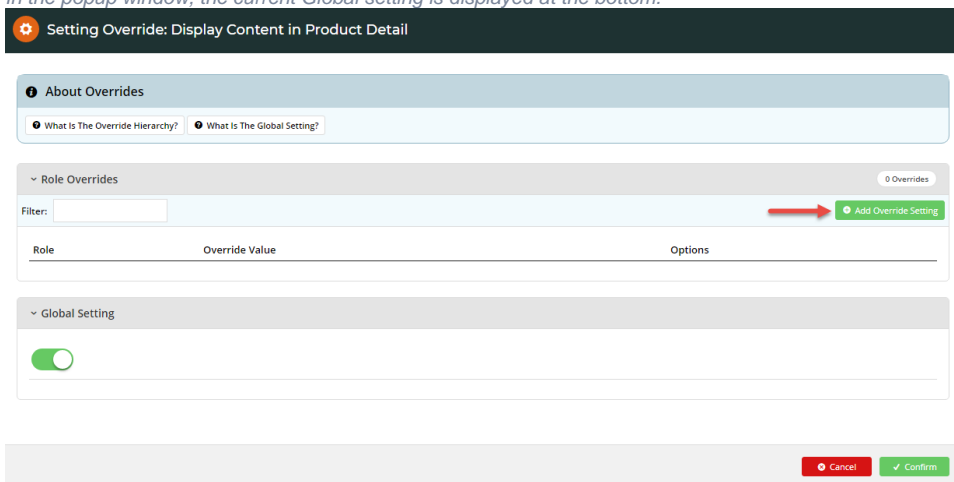 In the popup window, the current Global setting is displayed at the bottom.
Setting Override: Display Content in Product Detail
About Overrides
What Is The Override Hierarchy? What Is The Global Setting?
Role Overrides 0 Overrides
Filter: Add Override Setting
Role Override Value Options
Global Setting
Cancel Confirm